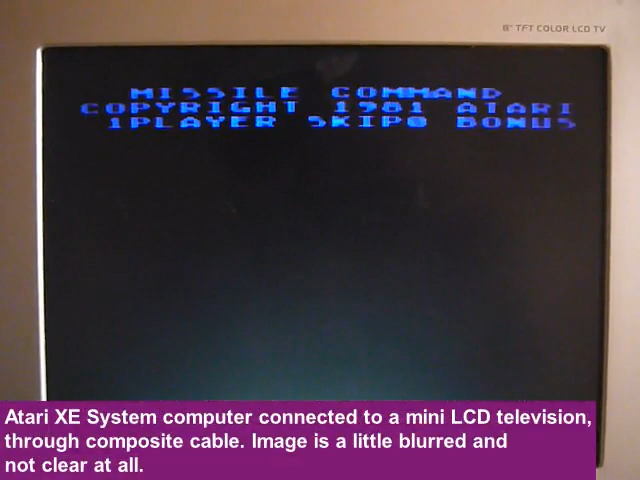 8" TFT COLOR LCD TV
MISSILE COMMAND
COPYRIGHT 1981 ATARI
1PLAYER SKIP0 BONUS
Atari XE System computer connected to a mini LCD television,
through composite cable. Image is a little blurred and
not clear at all.